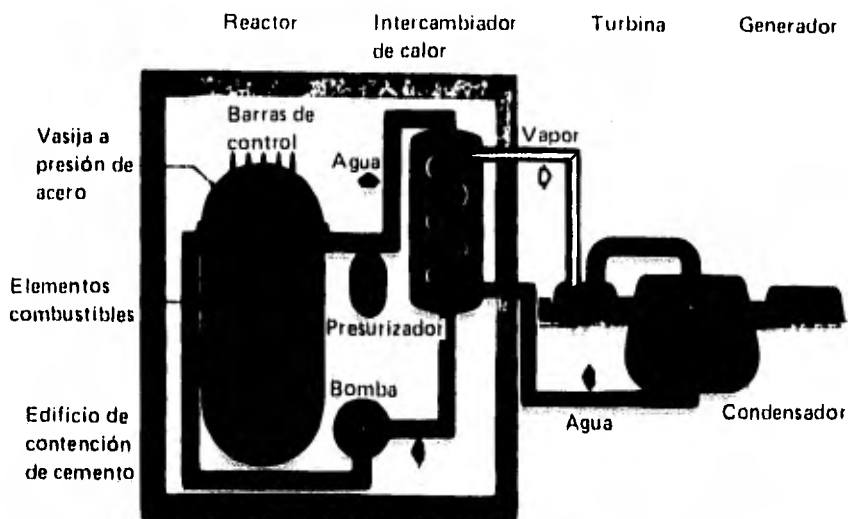 Reactor
Intercambiador
de calor
Turbina
Generador
Barras de
control
Vasija a
presión de
acero
Agua
Vapor
Elementos
combustibles
Presurizador
Bomba
Edificio de
contención
de cemento
Agua
Condensador